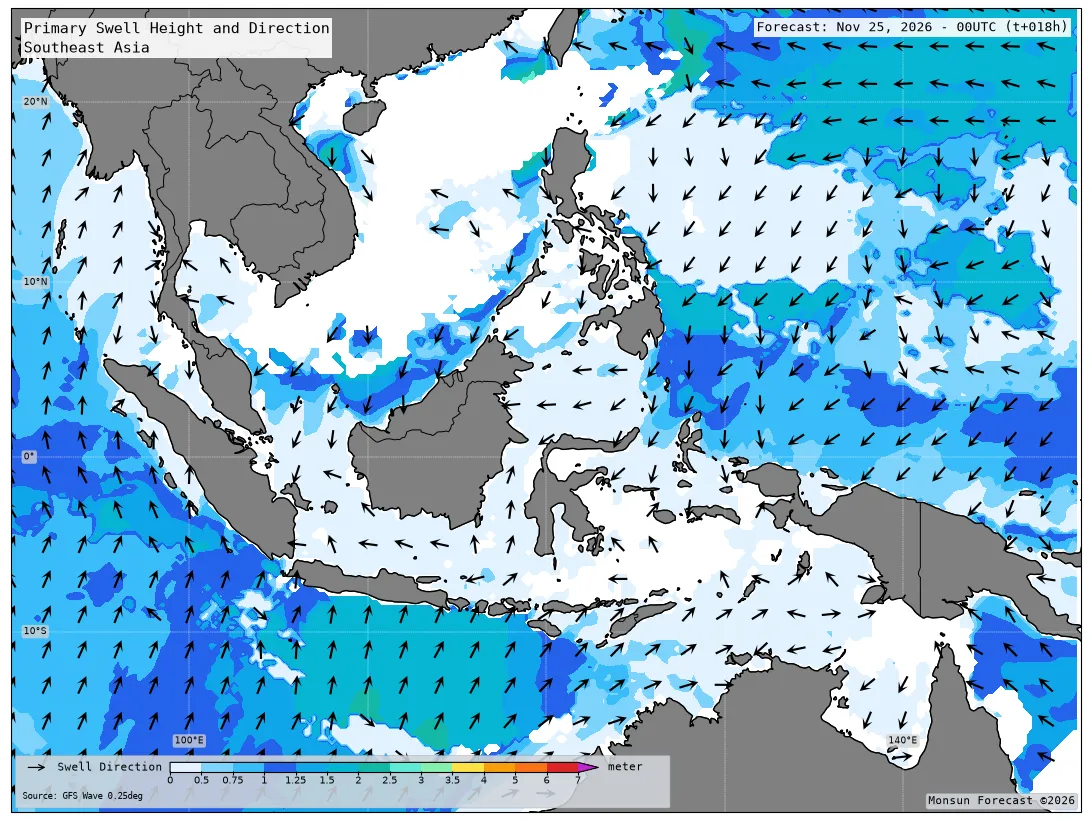 Primary Swell Height and Direction
Southeast Asia
Forecast: Nov 25, 2026 - 00UTC (t+018h)
20°N
10°N
0°
10°S
100°E
140°E
Swell Direction
meter
0 0.5 0.75 1 1.25 1.5 2 2.5 3 3.5 4 5 6 7
Source: GFS Wave 0.25deg
Monsun Forecast ©2026